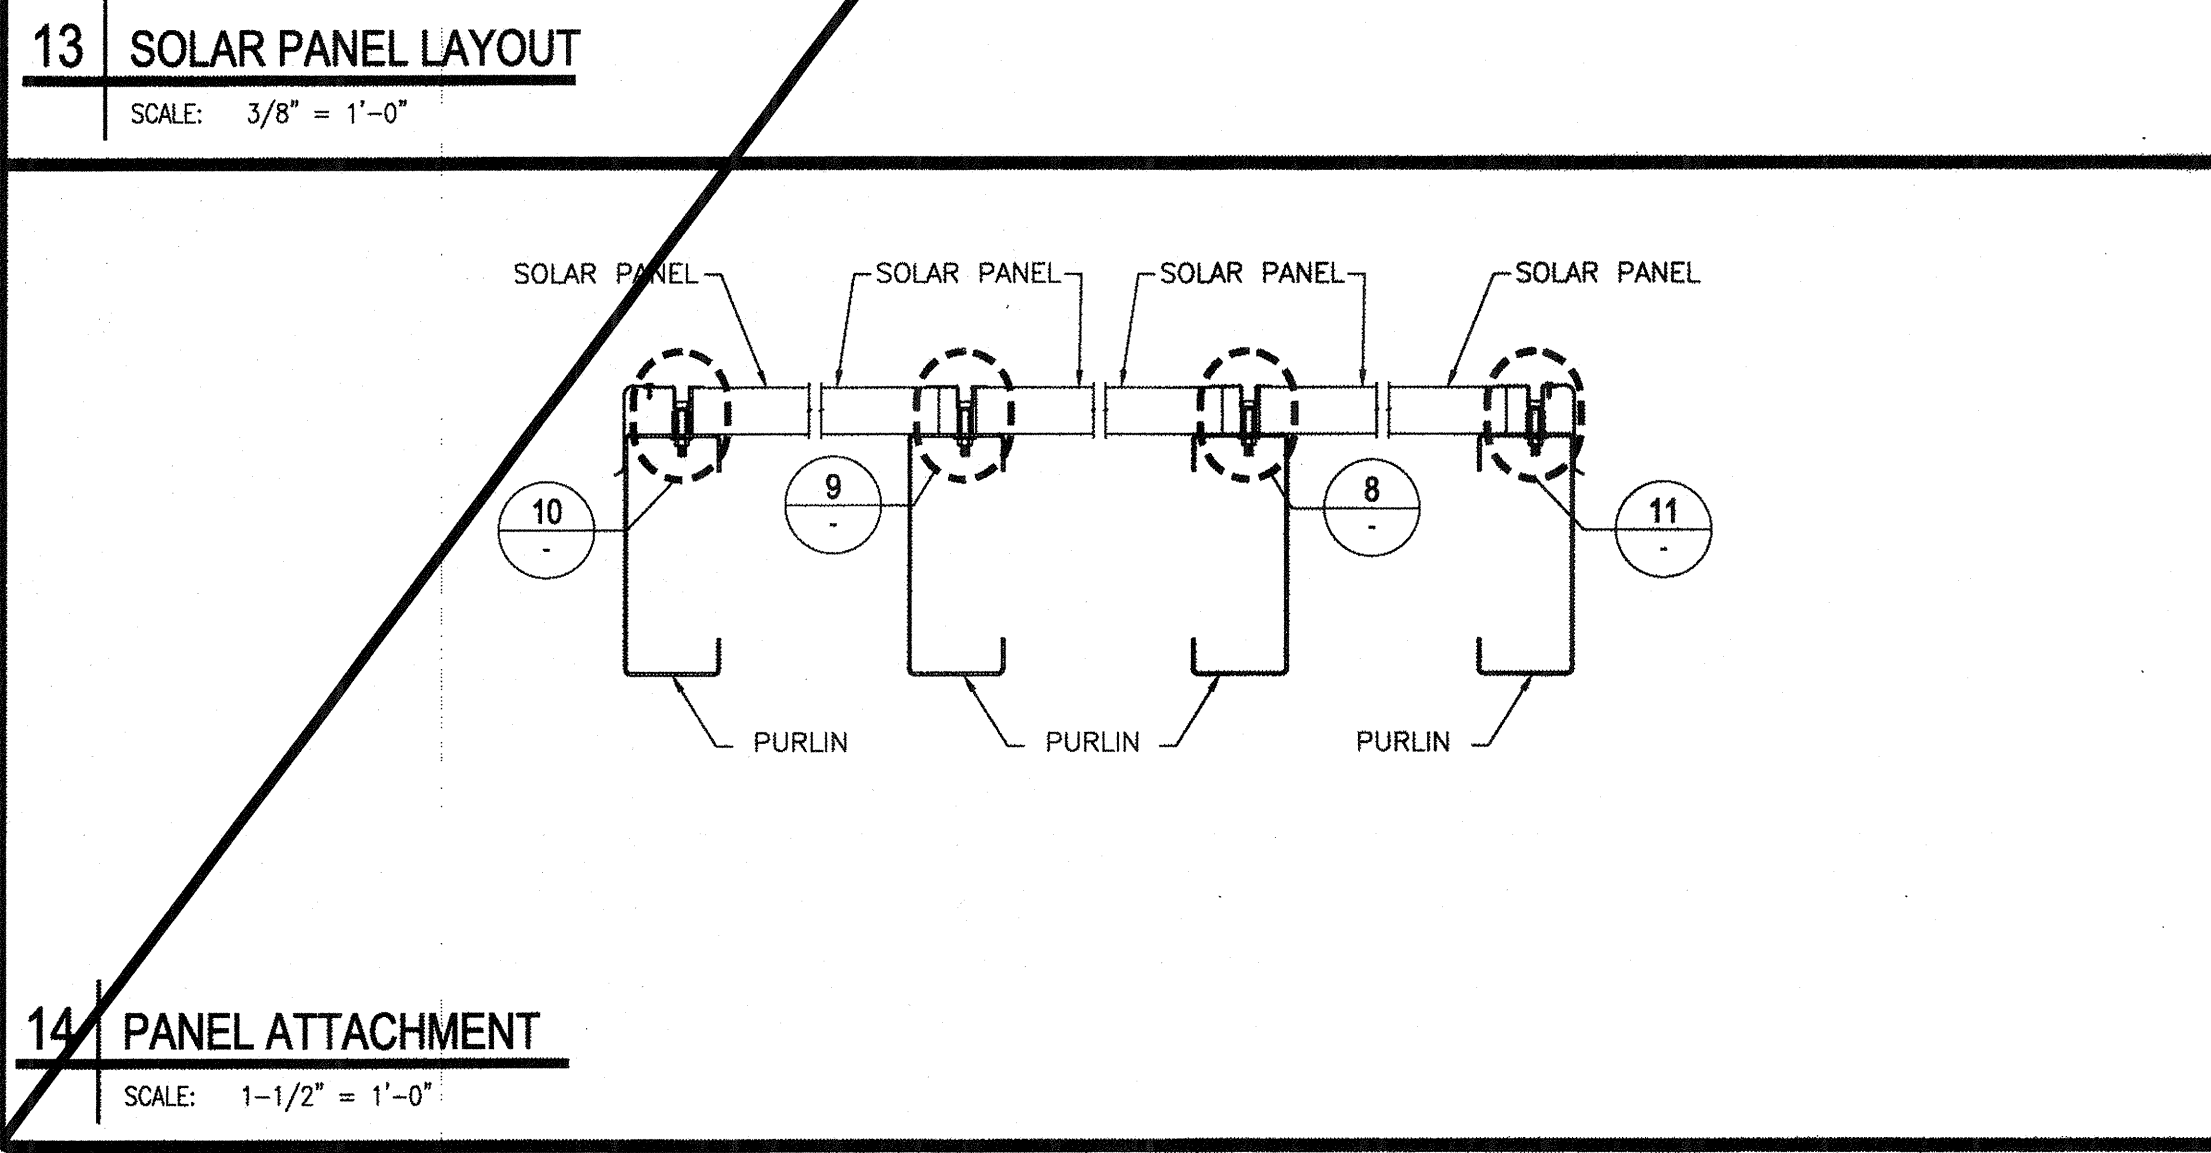 13 SOLAR PANEL LAYOUT
SCALE: 3/8" = 1'-0"
SOLAR PANEL SOLAR PANEL SOLAR PANEL SOLAR PANEL
10
-
9
-
8
-
11
-
PURLIN PURLIN PURLIN
14 PANEL ATTACHMENT
SCALE: 1-1/2" = 1'-0"